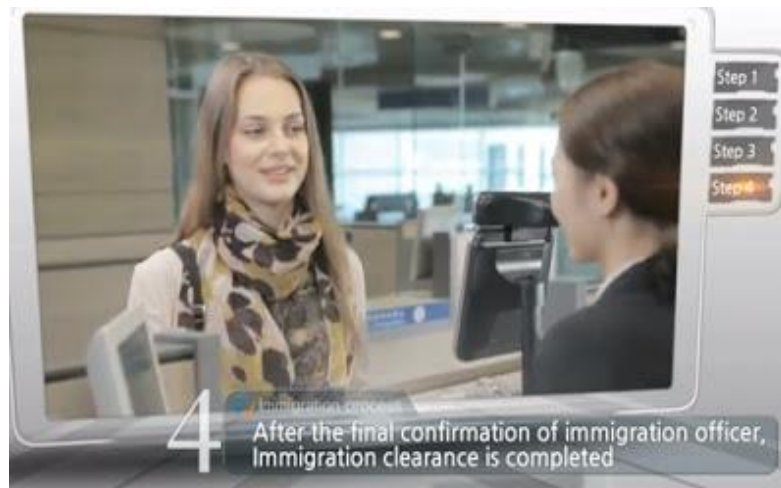 Step 1
Step 2
Step 3
Step 4
4
Immigration process
After the final confirmation of immigration officer,
Immigration clearance is completed